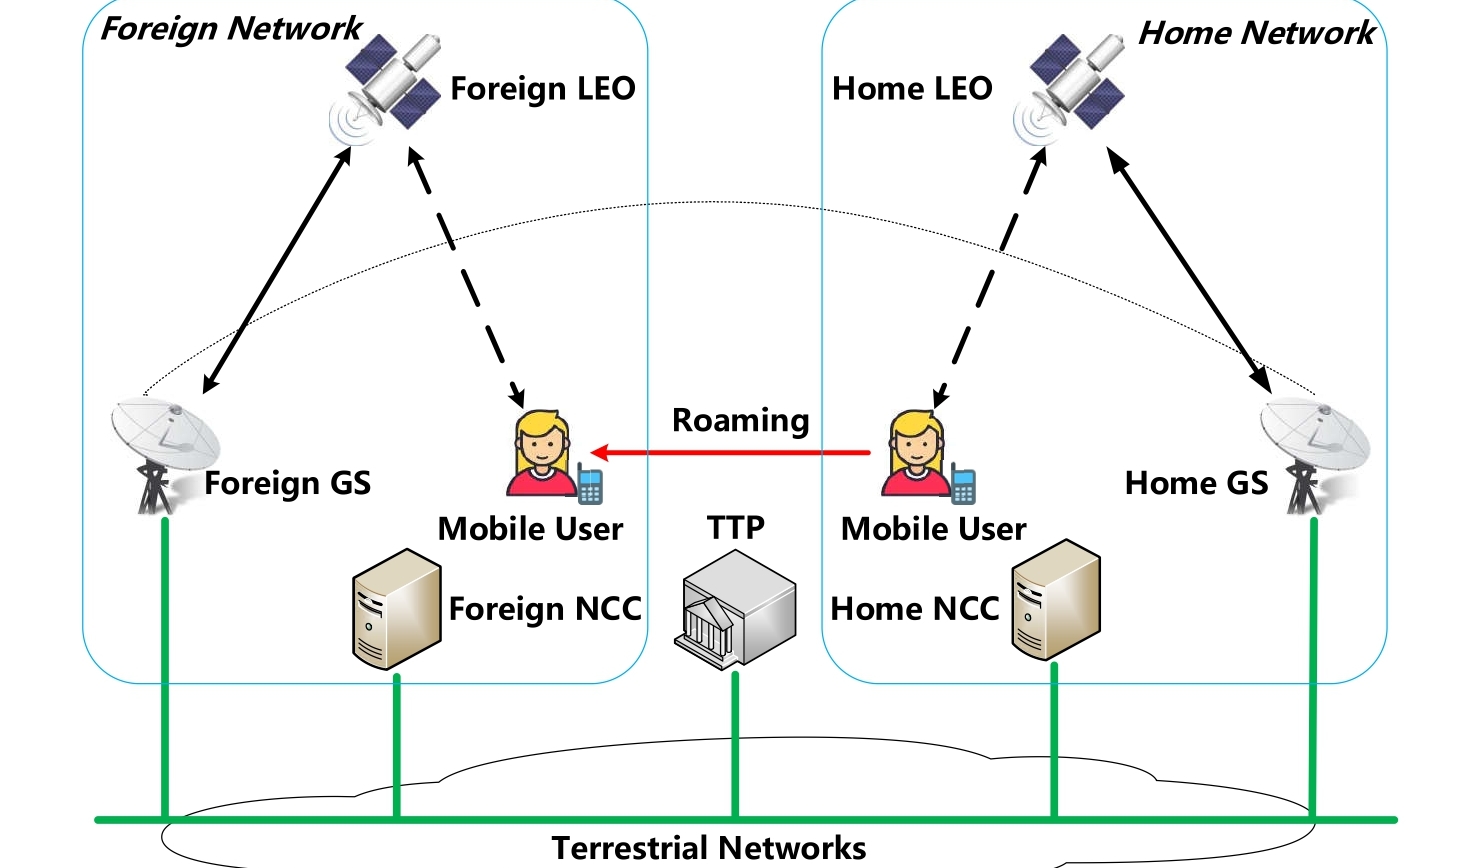 Foreign Network
Home Network
Foreign LEO
Home LEO
Roaming
Foreign GS
Home GS
Mobile User
TTP
Mobile User
Foreign NCC
Home NCC
Terrestrial Networks